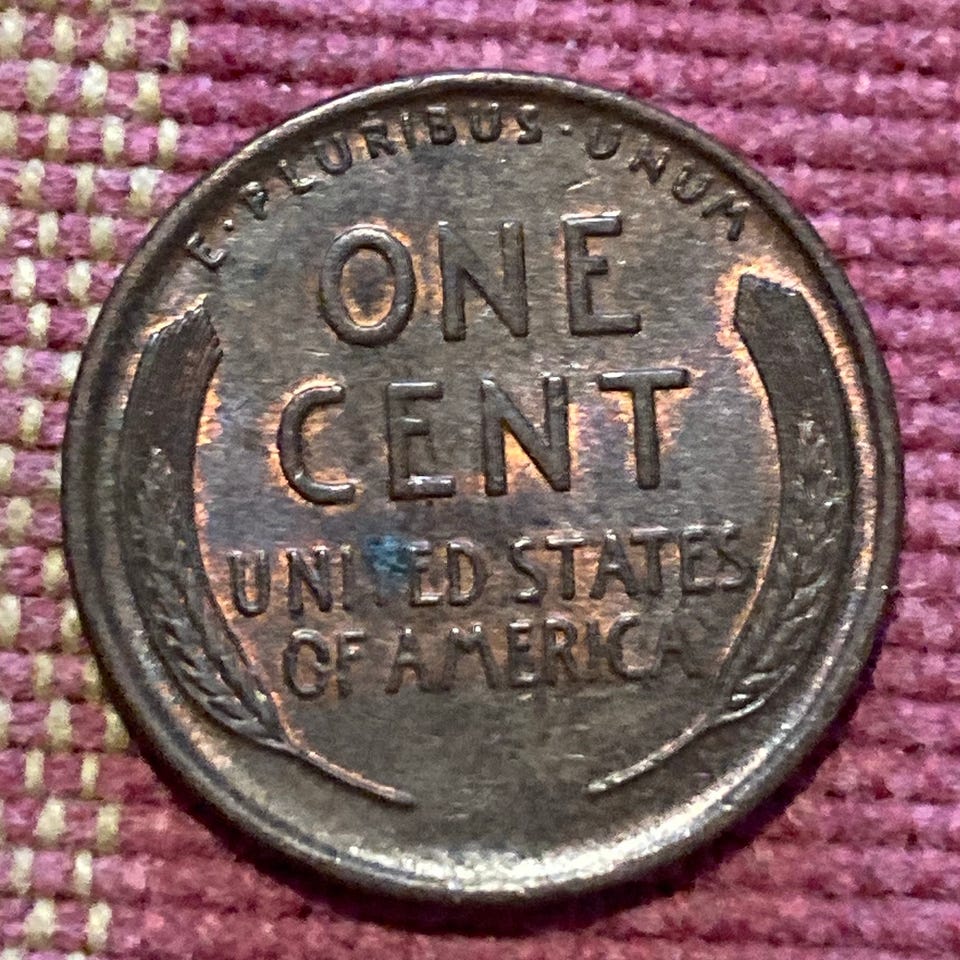 E·PLURIBUS·UNUM
ONE
CENT
UNITED STATES
OF AMERICA